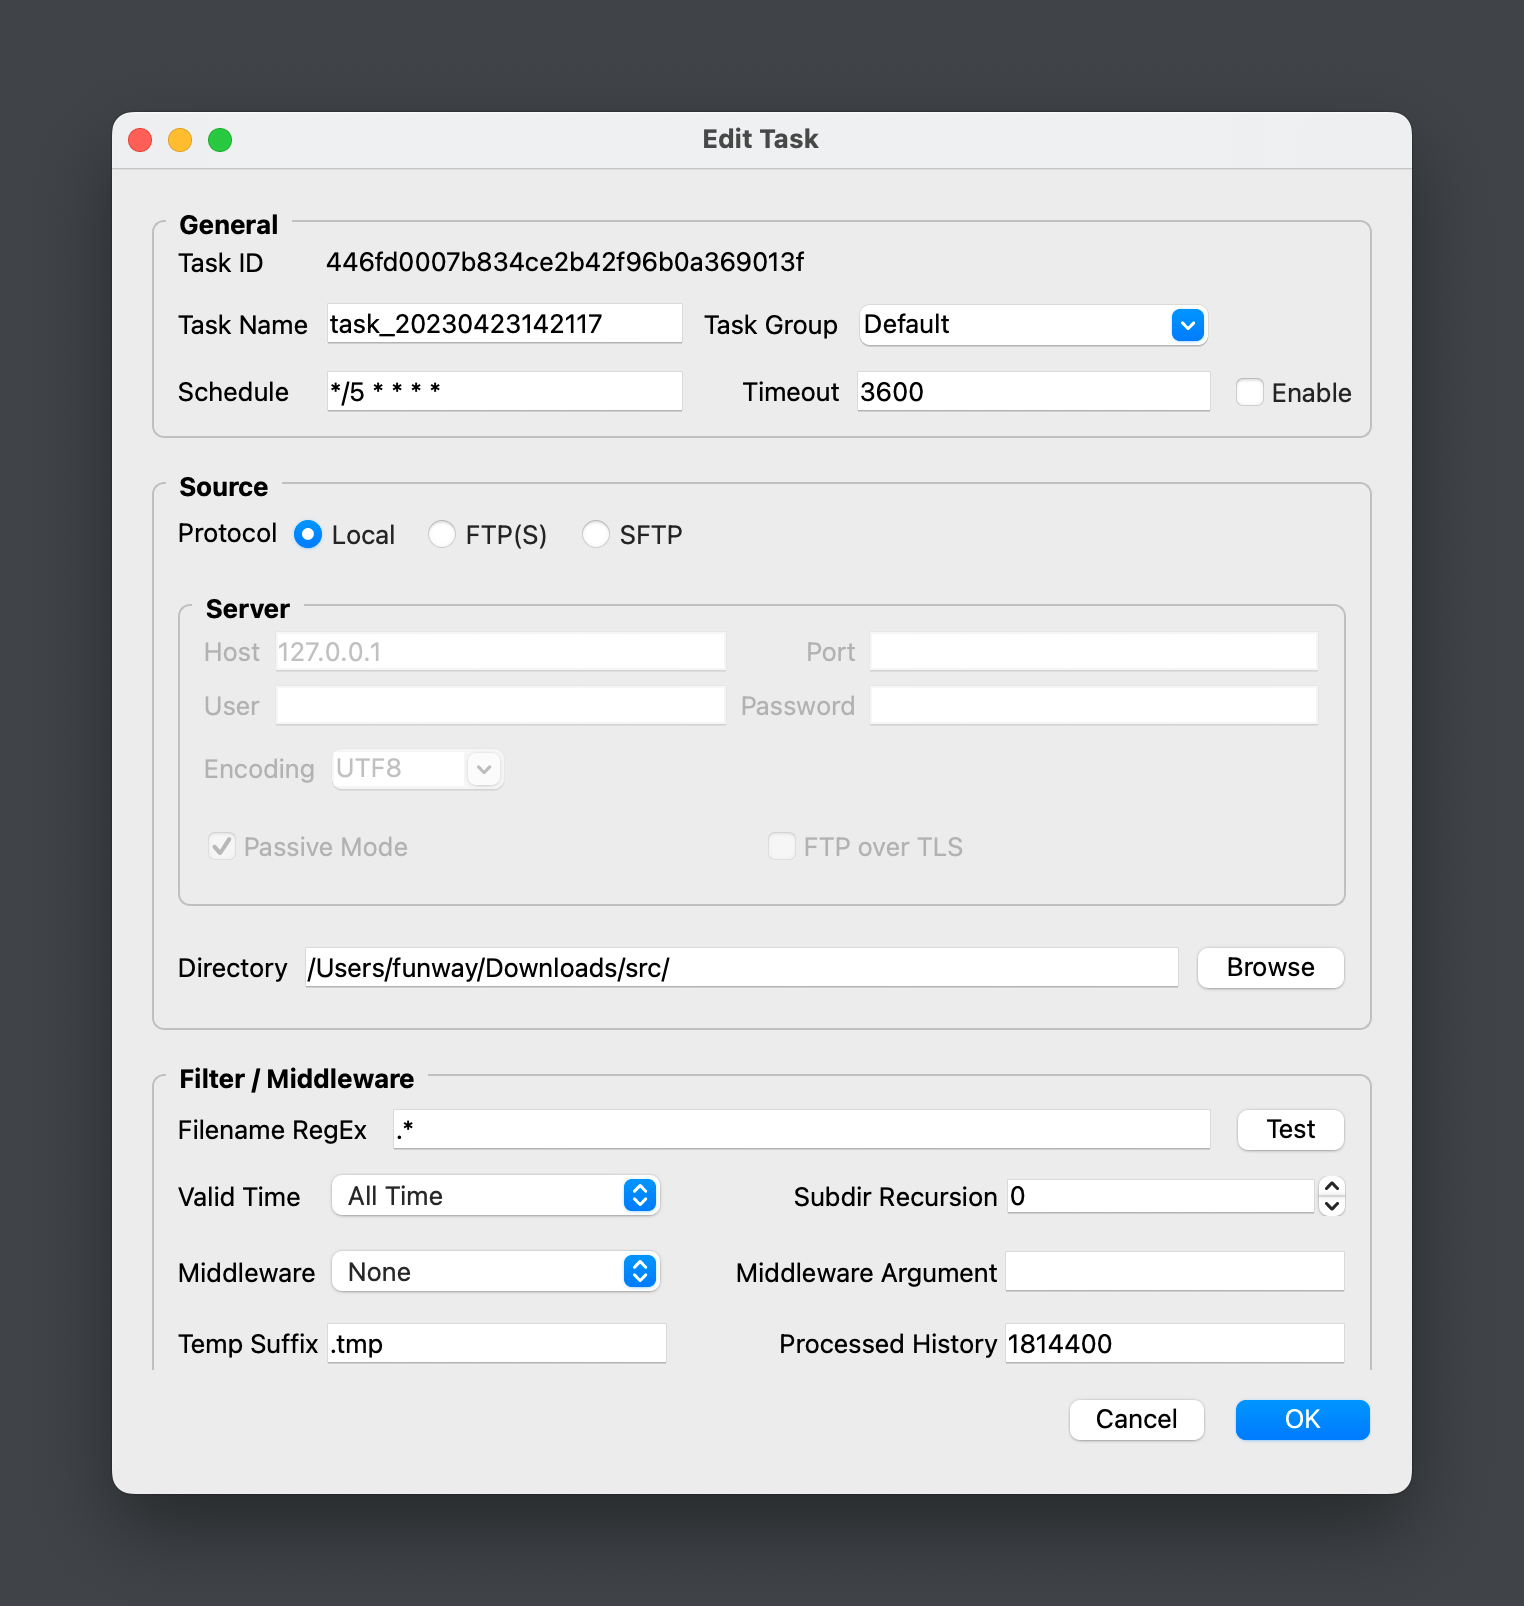 Edit Task
General
Task ID 446fd0007b834ce2b42f96b0a369013f
Task Name task_20230423142117 Task Group Default
Schedule */5 * * * * Timeout 3600 Enable
Source
Protocol Local FTP(S) SFTP
Server
Host 127.0.0.1 Port
User Password
Encoding UTF8
Passive Mode FTP over TLS
Directory /Users/funway/Downloads/src/ Browse
Filter / Middleware
Filename RegEx .* Test
Valid Time All Time Subdir Recursion 0
Middleware None Middleware Argument
Temp Suffix .tmp Processed History 1814400
Cancel OK